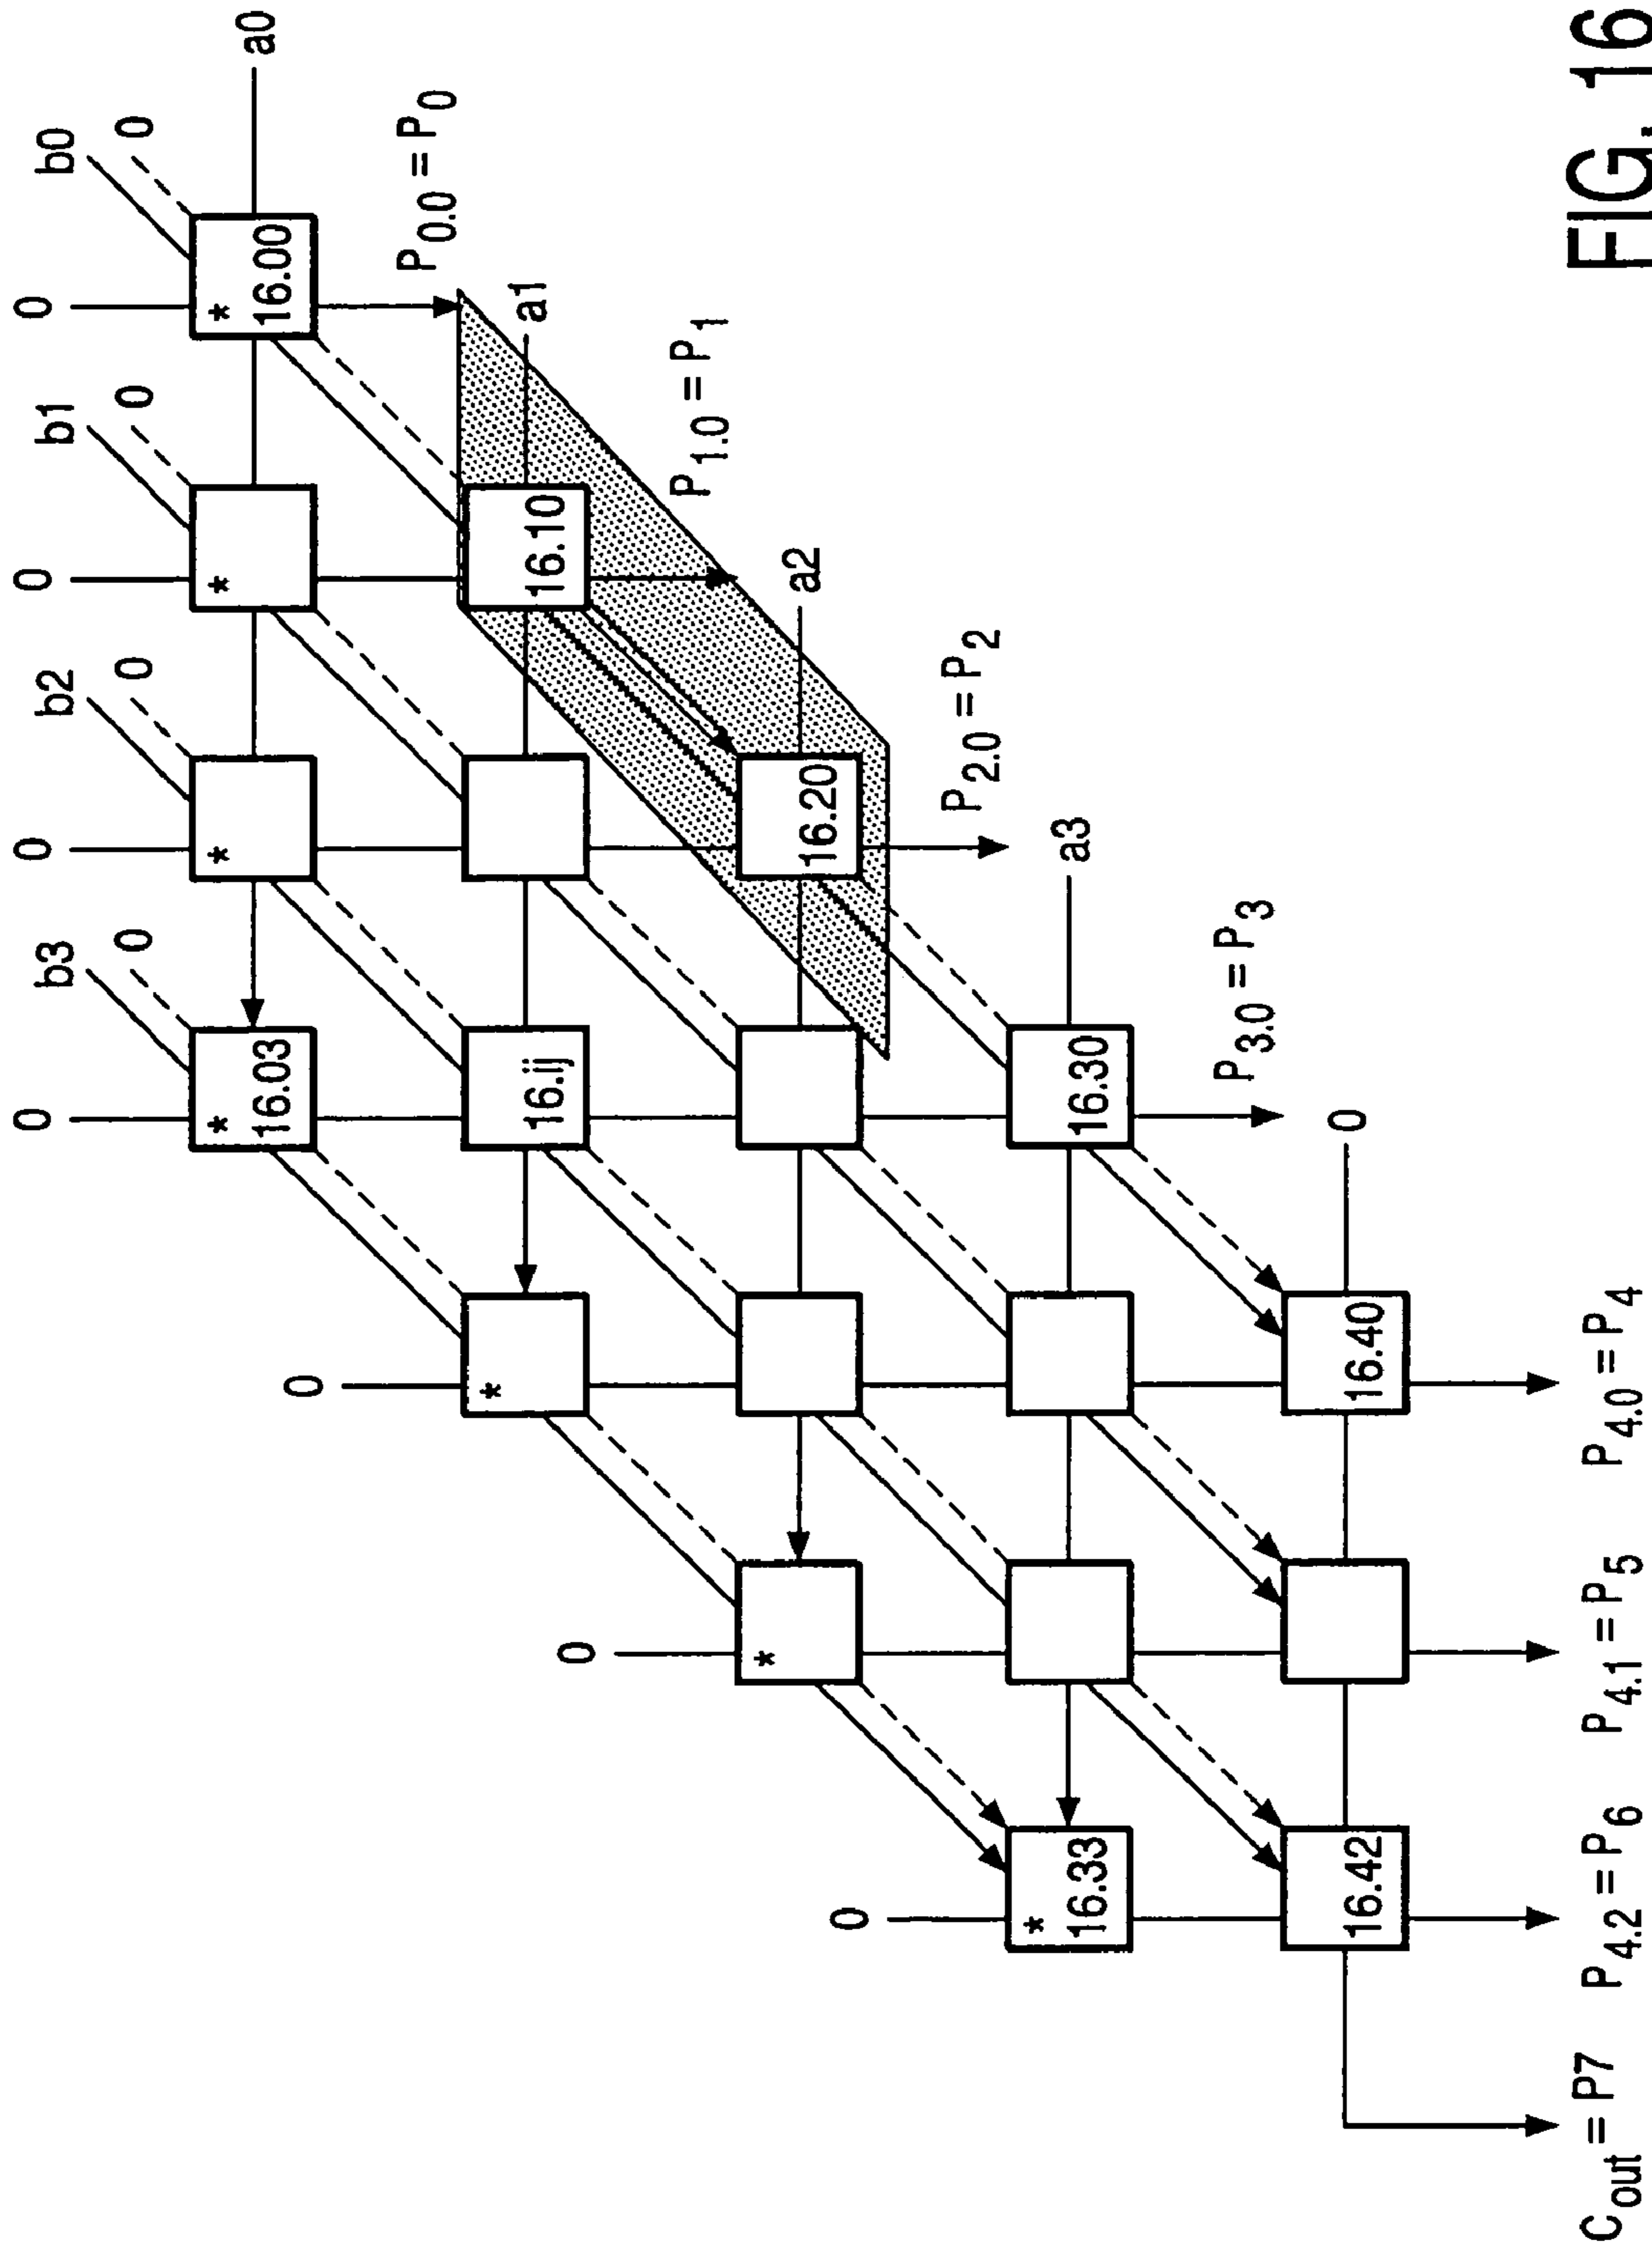 0 0 0 0
b3 b2 b1 b0
0 0 0 0
* * * *
16.03 16.00 a0
0
P0.0 = P0
*
16.ij 16.10 a1
0
P1.0 = P1
*
16.20 a2
0
P2.0 = P2
*
16.33 16.30 a3
P3.0 = P3
0
16.42 16.40
Cout = P7 P4.2 = P6 P4.1 = P5 P4.0 = P4
FIG. 16